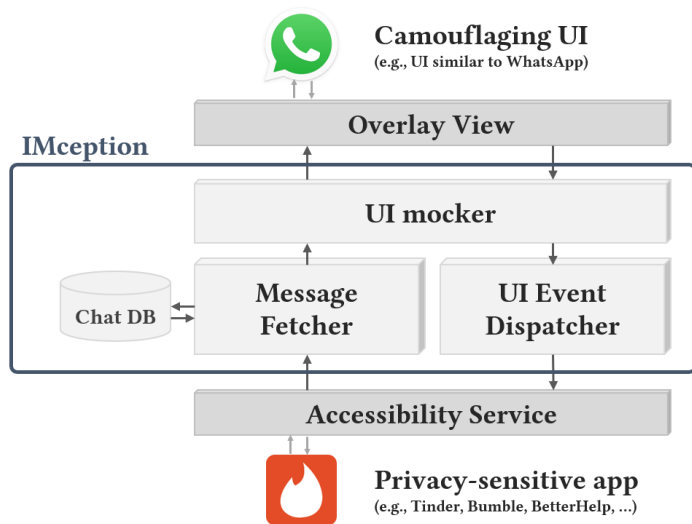 Camouflaging UI
(e.g., UI similar to WhatsApp)
Overlay View
IMception
UI mocker
Message
Fetcher
UI Event
Dispatcher
Chat DB
Accessibility Service
Privacy-sensitive app
(e.g., Tinder, Bumble, BetterHelp, ...)